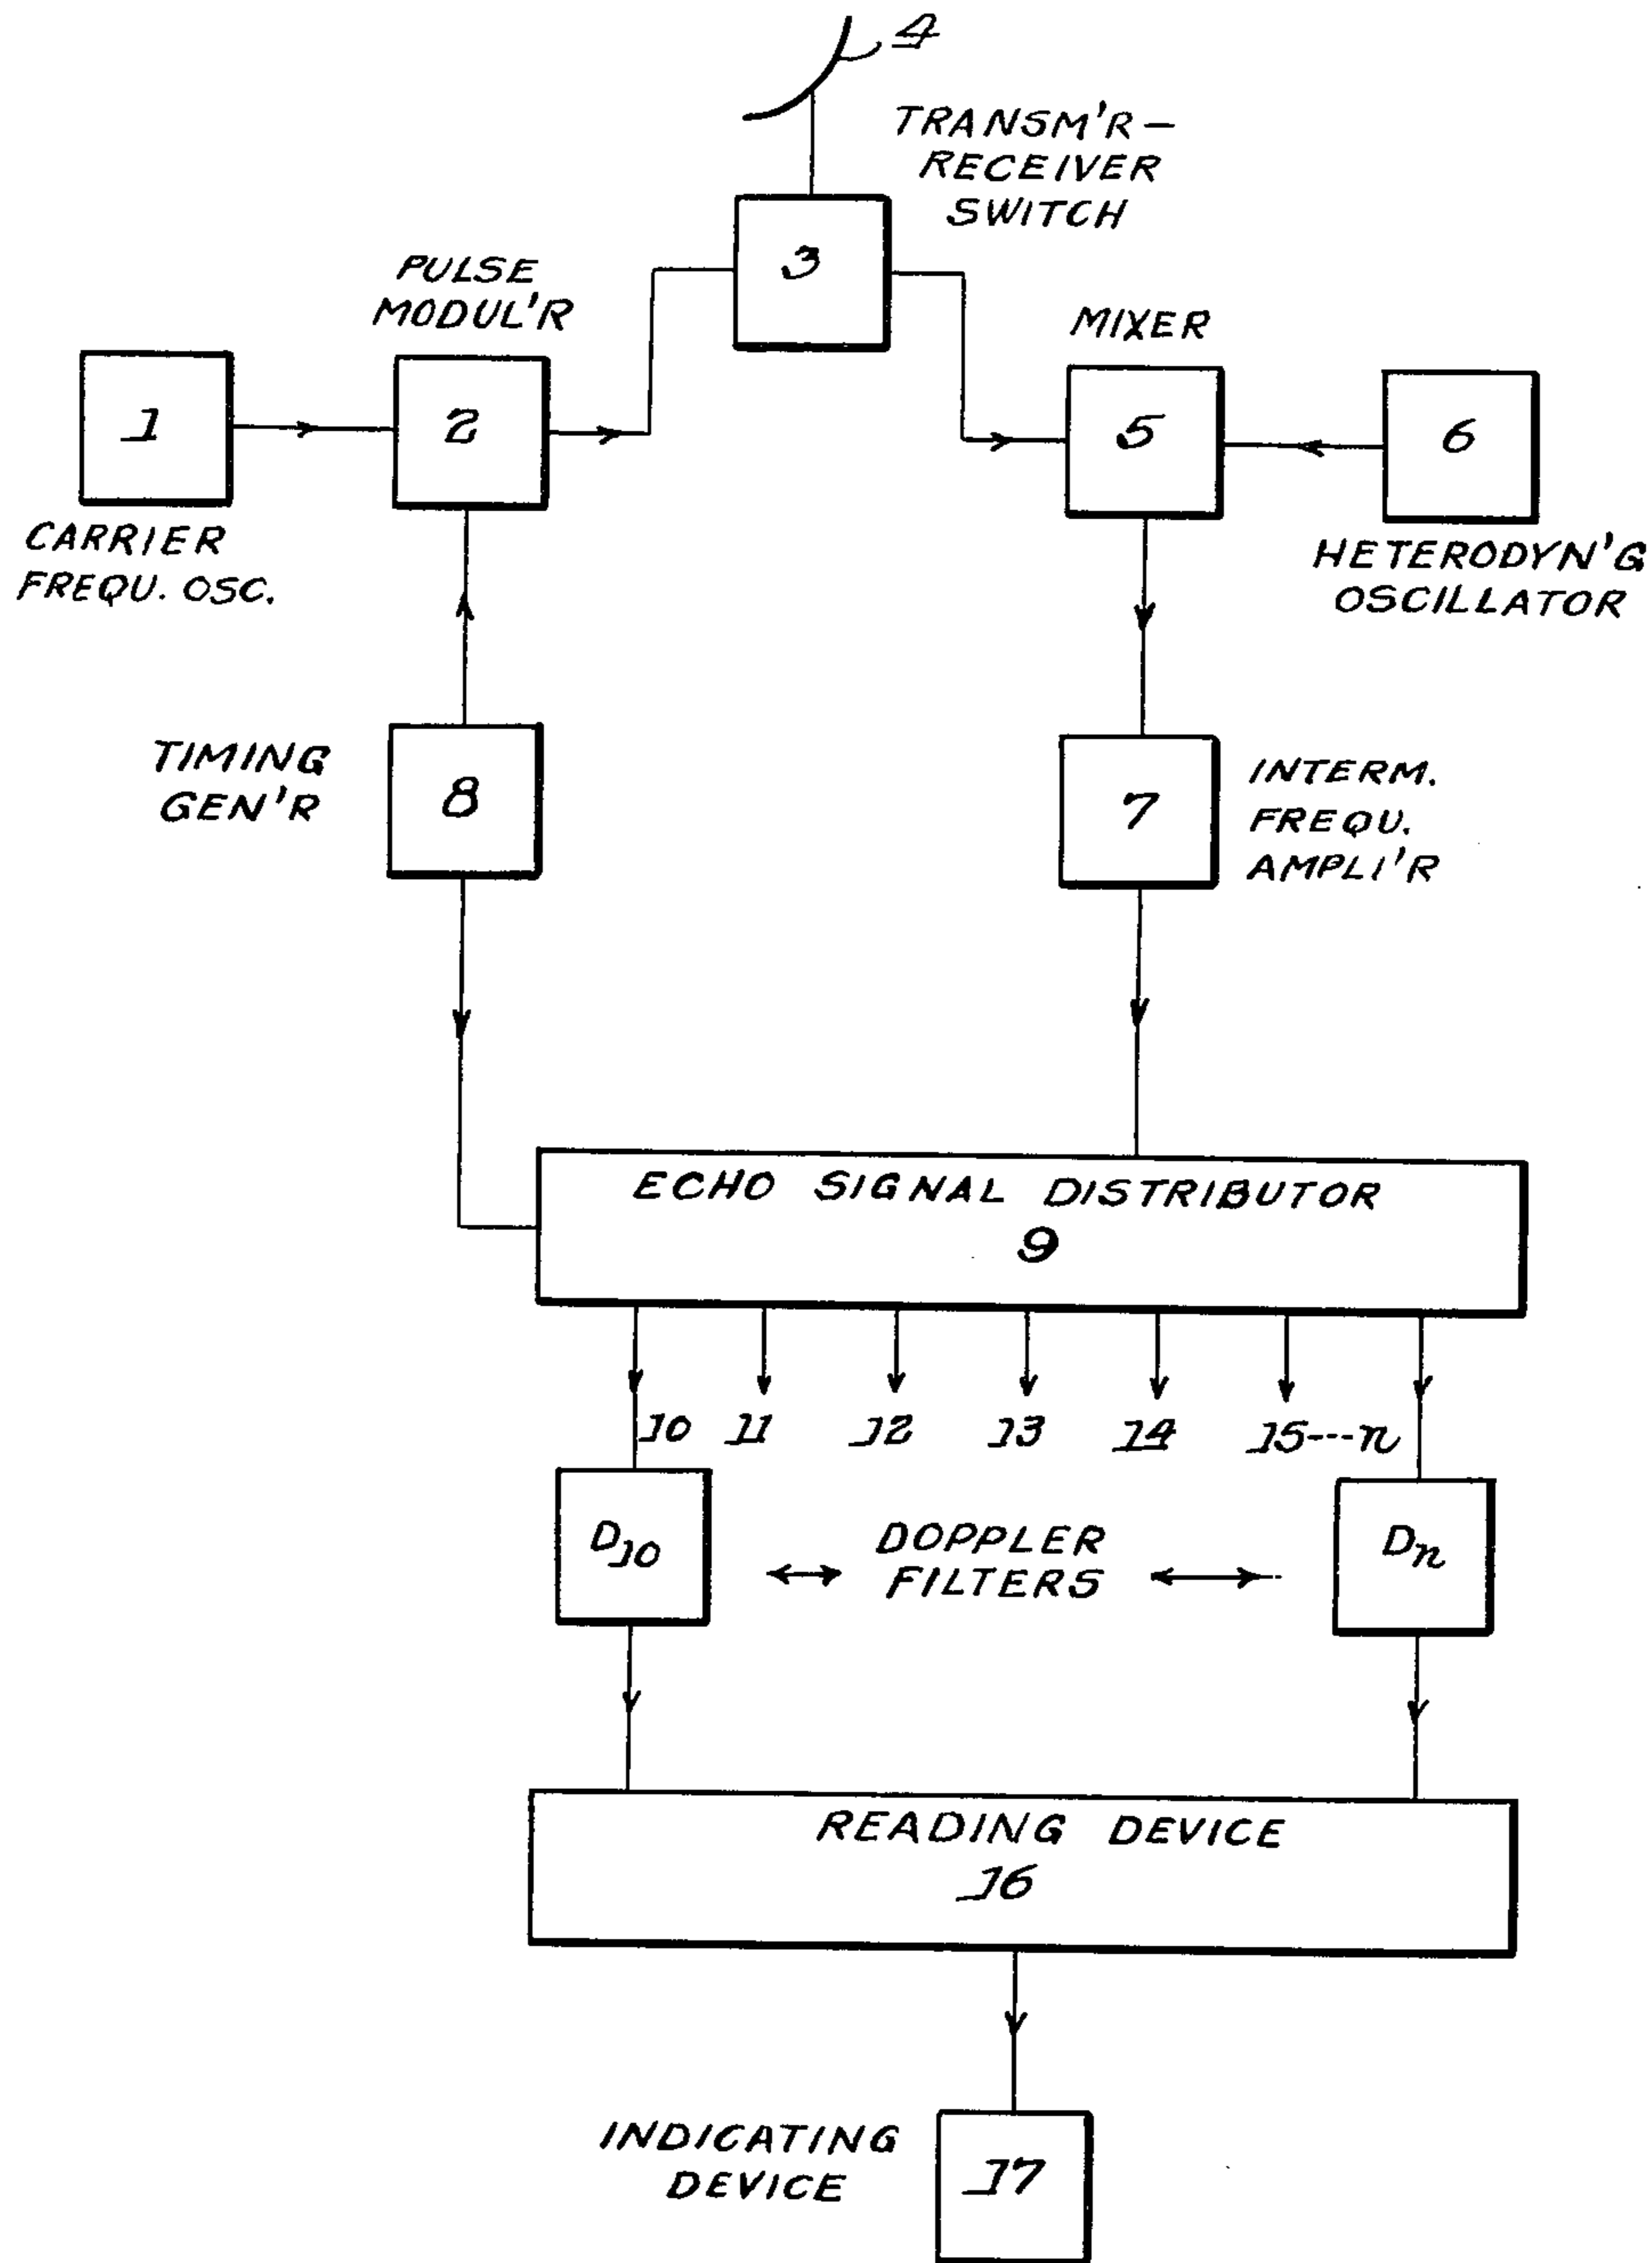 4
TRANSM'R—
RECEIVER
SWITCH
3
PULSE
MODUL'R
MIXER
1
2
5
6
CARRIER
FREQU. OSC.
HETERODYN'G
OSCILLATOR
TIMING
GEN'R
8
7
INTERM.
FREQU.
AMPLI'R
ECHO SIGNAL DISTRIBUTOR
9
10 11 12 13 14 15---n
D10
DOPPLER
FILTERS
Dn
READING DEVICE
16
INDICATING
DEVICE
17